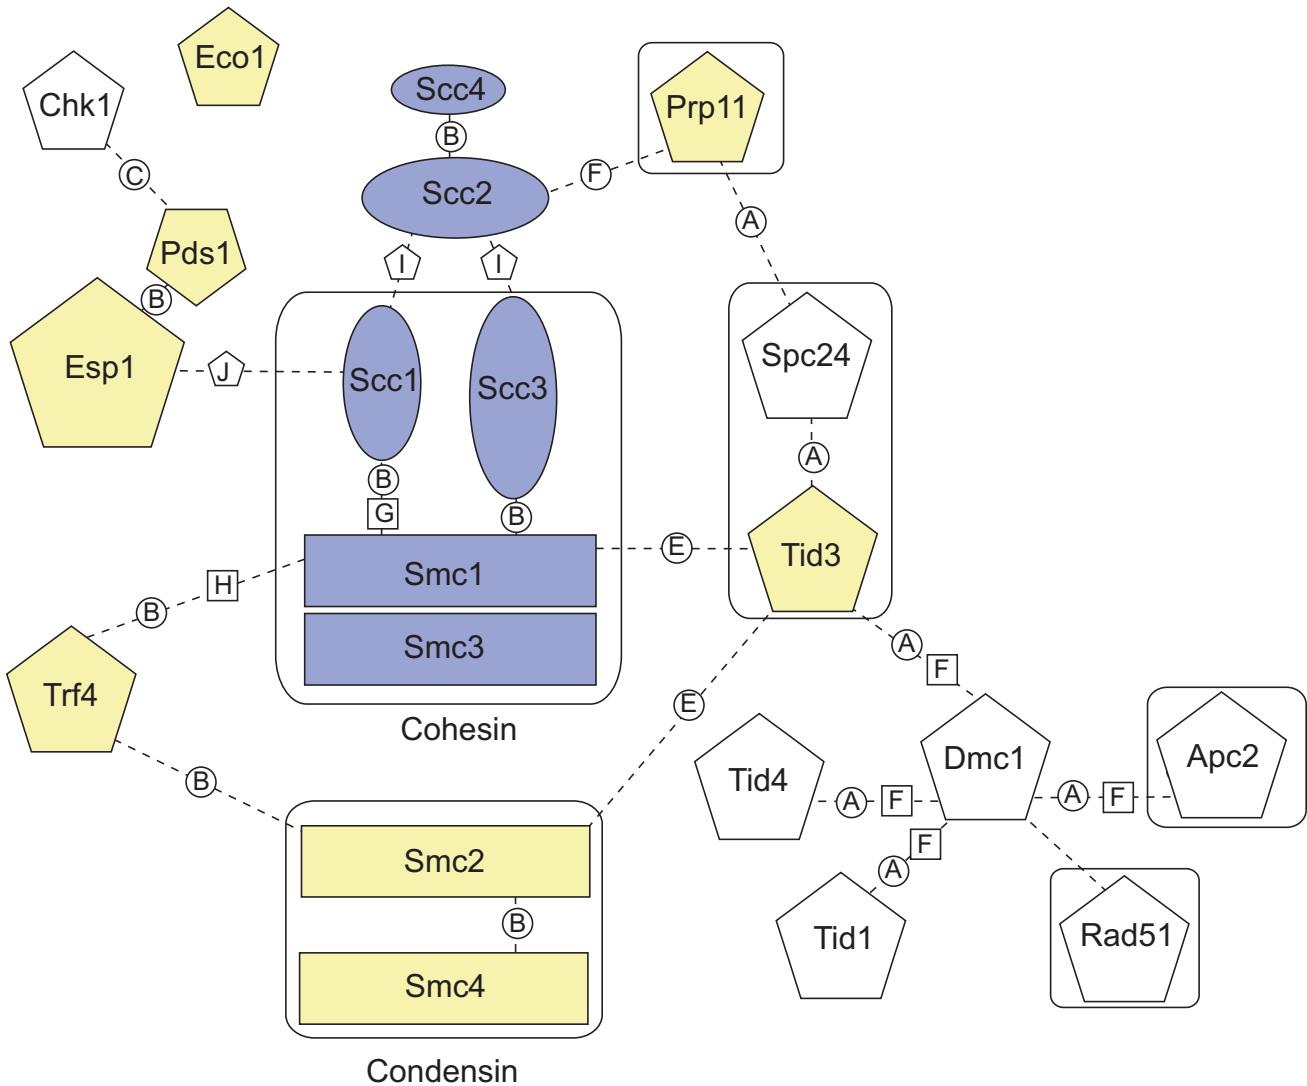 Eco1
Chk1
Scc4
Prp11
B
C
F
Scc2
A
Pds1
I
I
B
Esp1
J
Scc1
Scc3
Spc24
A
B
G
B
E
Tid3
Smc1
H
B
Smc3
A
F
Trf4
E
Cohesin
B
Tid4
Dmc1
Apc2
A
F
A
F
F
A
Smc2
B
Tid1
Rad51
Smc4
Condensin